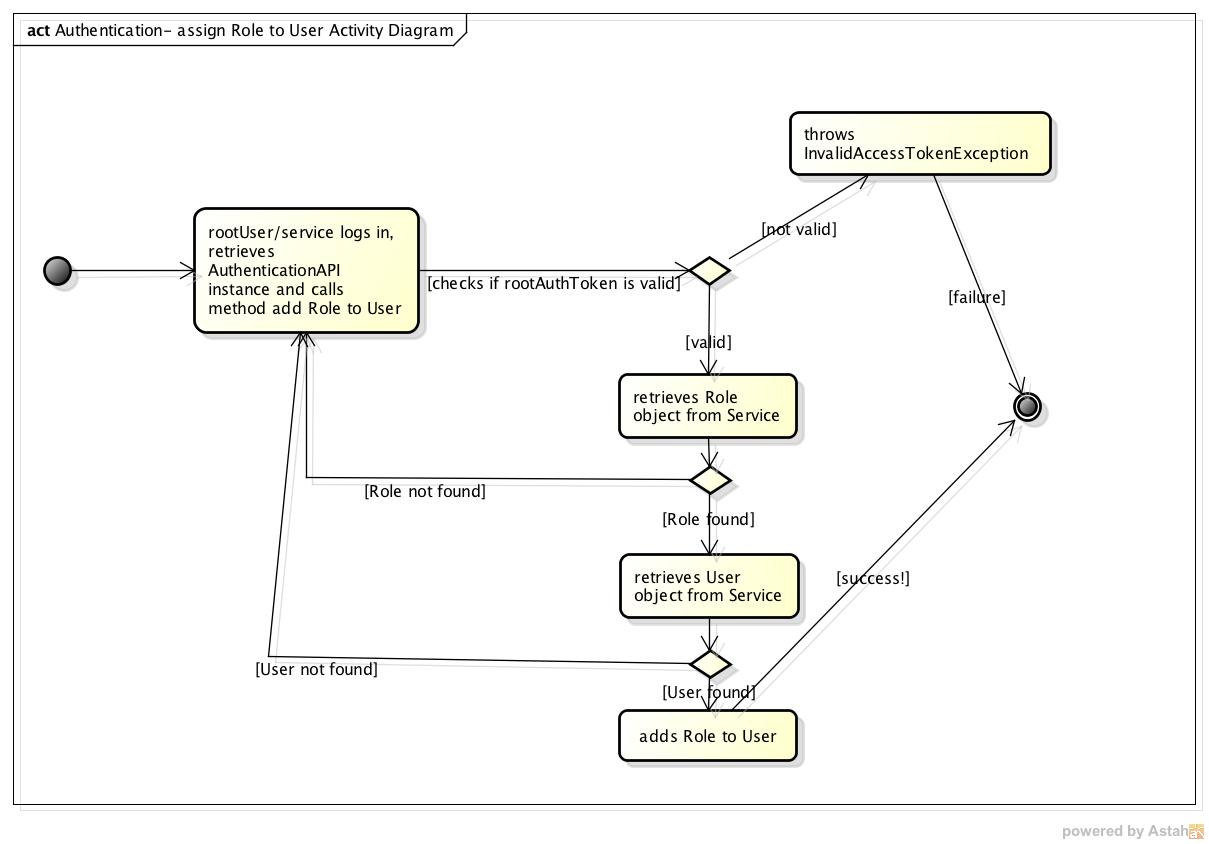 act Authentication- assign Role to User Activity Diagram
throws
InvalidAccessTokenException
rootUser/service logs in,
retrieves
AuthenticationAPI
instance and calls
method add Role to User
[not valid]
[checks if rootAuthToken is valid]
[failure]
[valid]
retrieves Role
object from Service
[Role not found]
[Role found]
retrieves User
object from Service
[success!]
[User not found]
[User found]
adds Role to User
powered by Astah